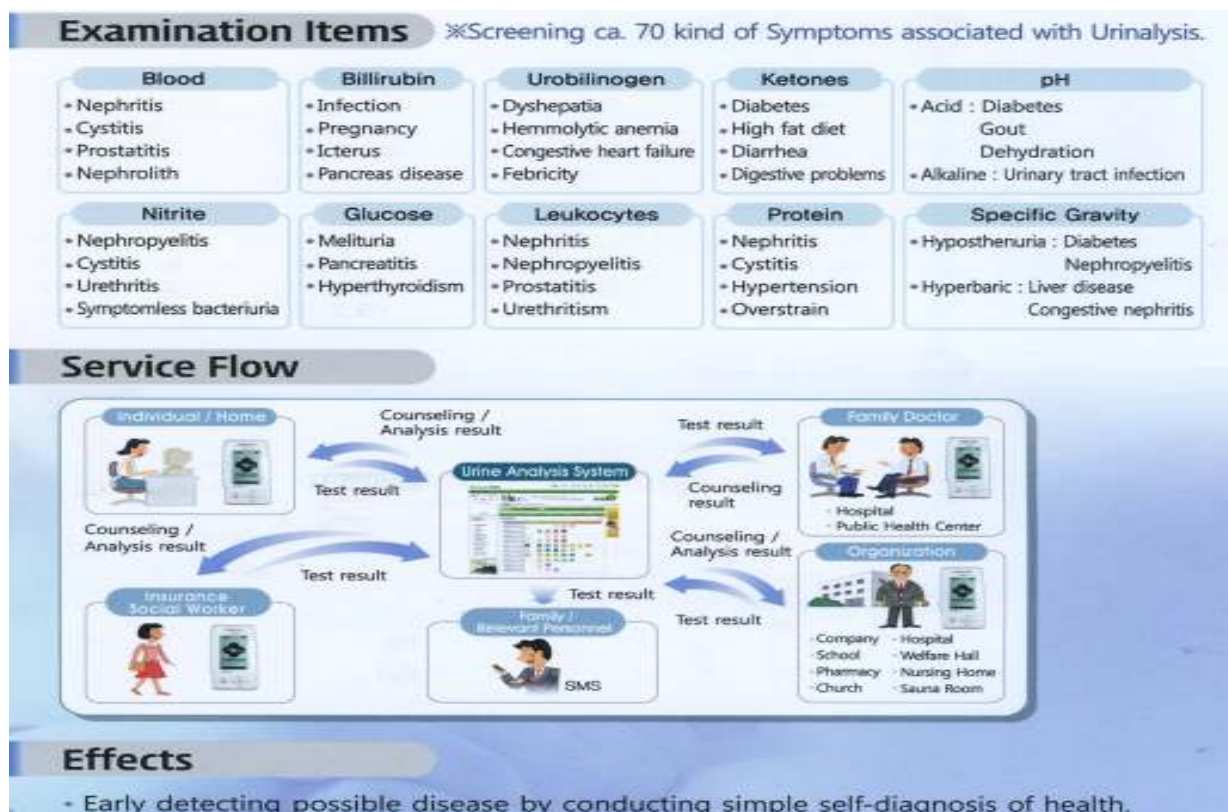 Examination Items ※Screening ca. 70 kind of Symptoms associated with Urinalysis.
Blood
• Nephritis
• Cystitis
• Prostatitis
• Nephrolith
Billirubin
• Infection
• Pregnancy
• Icterus
• Pancreas disease
Urobilinogen
• Dyshepatia
• Hemmolytic anemia
• Congestive heart failure
• Febricity
Ketones
• Diabetes
• High fat diet
• Diarrhea
• Digestive problems
pH
• Acid : Diabetes
Gout
Dehydration
• Alkaline : Urinary tract infection
Nitrite
• Nephropyelitis
• Cystitis
• Urethritis
• Symptomless bacteriuria
Glucose
• Melituria
• Pancreatitis
• Hyperthyroidism
Leukocytes
• Nephritis
• Nephropyelitis
• Prostatitis
• Urethritism
Protein
• Nephritis
• Cystitis
• Hypertension
• Overstrain
Specific Gravity
• Hyposthenuria : Diabetes
Nephropyelitis
• Hyperbaric : Liver disease
Congestive nephritis
Service Flow
Individual / Home
Counseling /
Analysis result
Test result
Urine Analysis System
Test result
Counseling
result
Family Doctor
· Hospital
· Public Health Center
Counseling /
Analysis result
Test result
Insurance
Social Worker
Test result
Family /
Relevant Personnel
SMS
Counseling /
Analysis result
Test result
Organization
· Company
· School
· Pharmacy
· Church
· Hospital
· Welfare Hall
· Nursing Home
· Sauna Room
Effects
• Early detecting possible disease by conducting simple self-diagnosis of health.